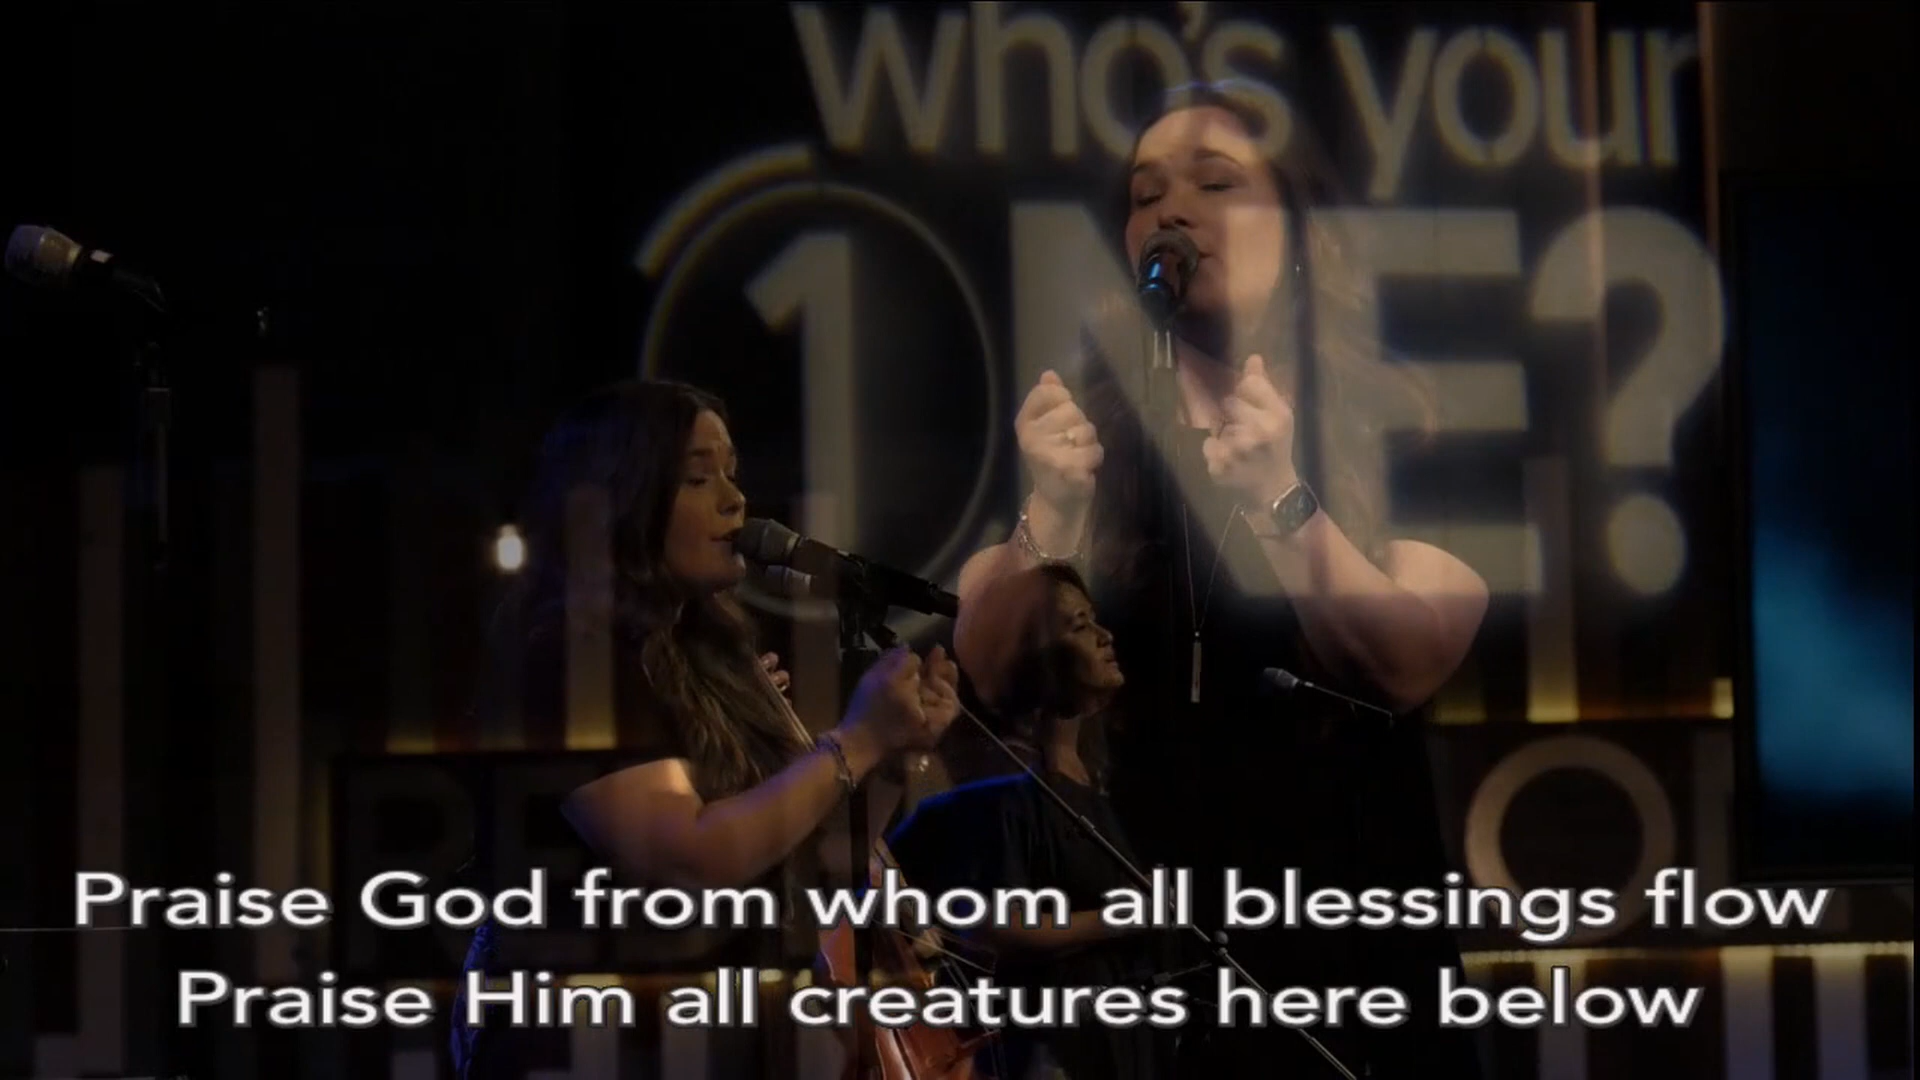 who's your
1NE?
Praise God from whom all blessings flow
Praise Him all creatures here below